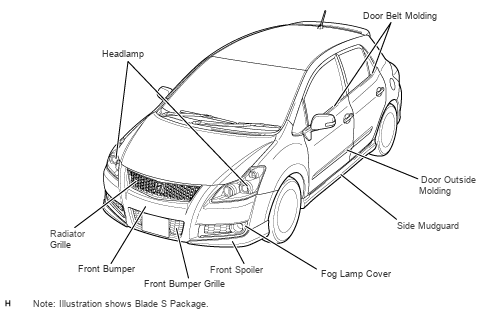 Door Belt Molding
Headlamp
Door Outside
Molding
Side Mudguard
Radiator
Grille
Front Bumper
Front Spoiler
Fog Lamp Cover
Front Bumper Grille
H Note: Illustration shows Blade S Package.